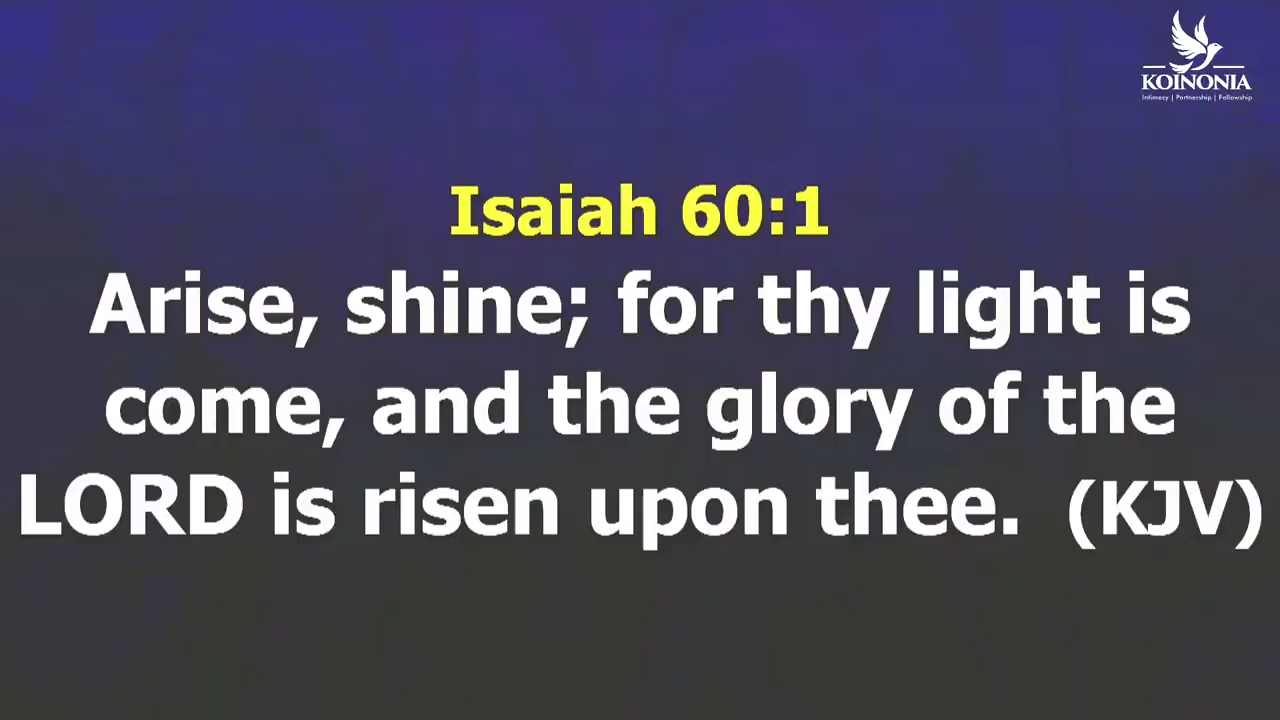 KOINONIA
Intimacy | Partnership | Fellowship
Isaiah 60:1
Arise, shine; for thy light is
come, and the glory of the
LORD is risen upon thee. (KJV)